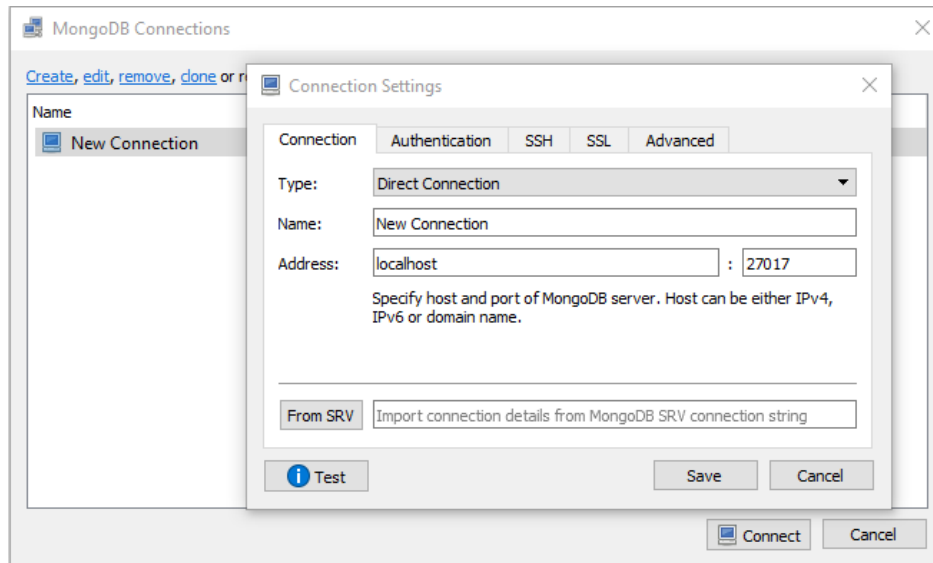 MongoDB Connections
Create, edit, remove, clone or
Name
New Connection
Connection Settings
Connection Authentication SSH SSL Advanced
Type: Direct Connection
Name: New Connection
Address: localhost : 27017
Specify host and port of MongoDB server. Host can be either IPv4,
IPv6 or domain name.
From SRV Import connection details from MongoDB SRV connection string
Test Save Cancel
Connect Cancel